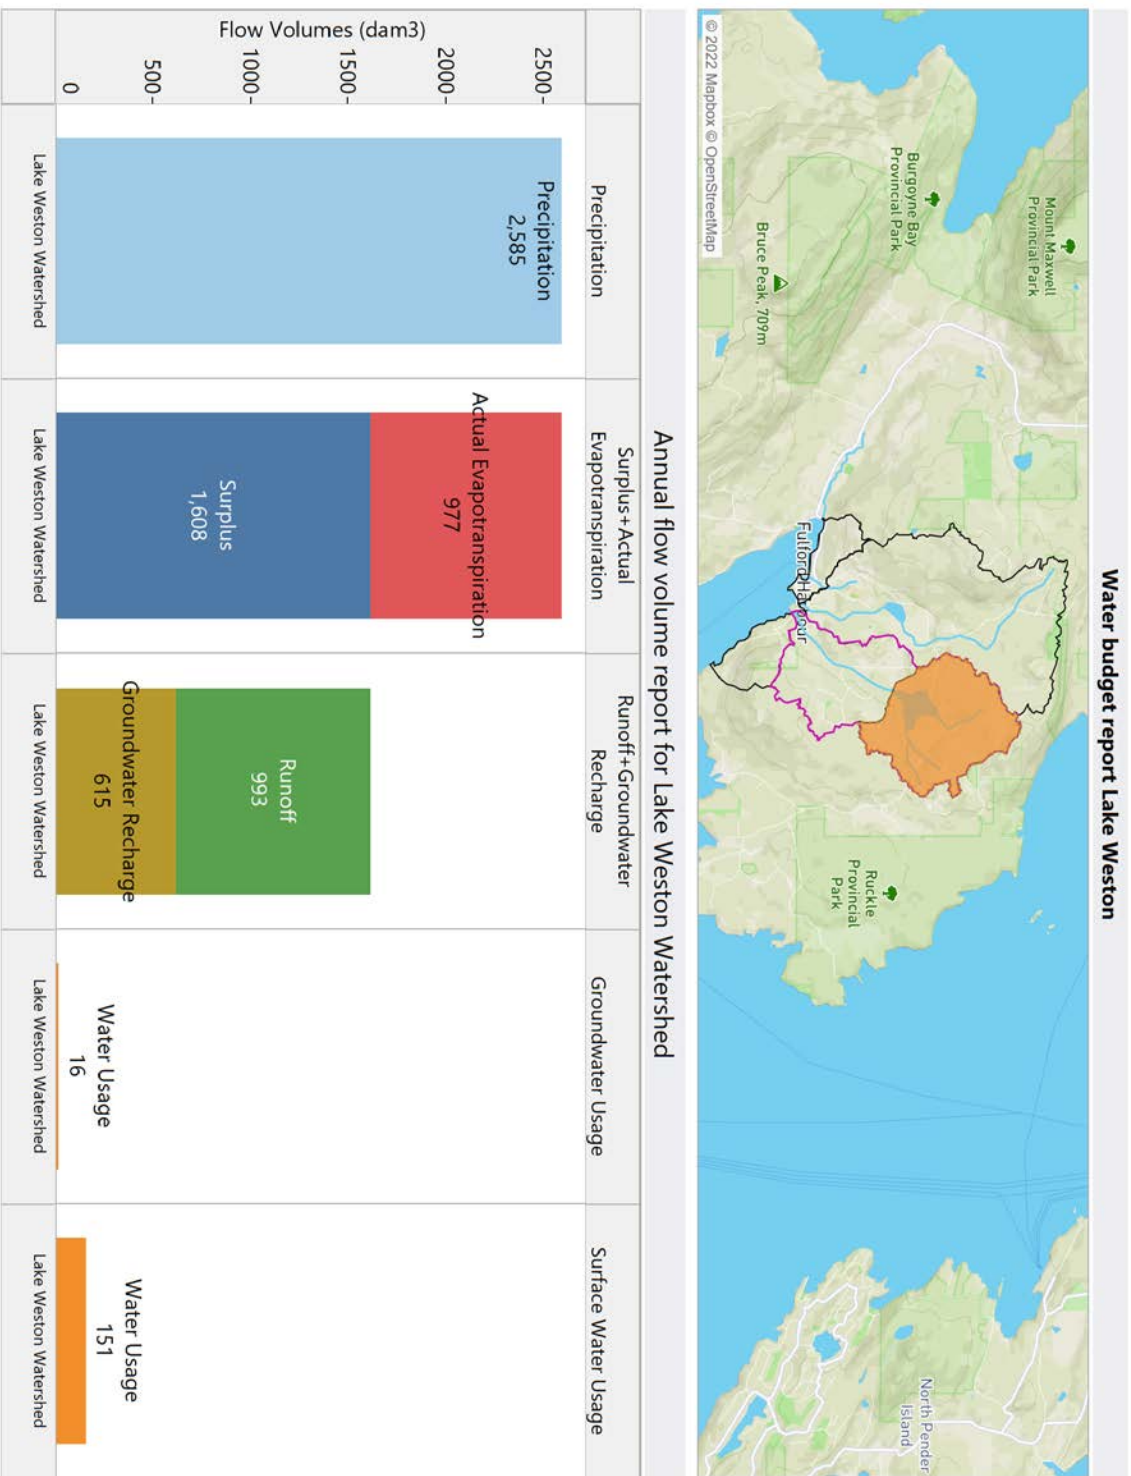 Water budget report Lake Weston
Mount Maxwell
Provincial Park
Burgoyne Bay
Provincial Park
Bruce Peak, 709m
Fulford Harbour
Ruckle
Provincial
Park
North Pender
Island
© 2022 Mapbox © OpenStreetMap
Annual flow volume report for Lake Weston Watershed
Precipitation
Surplus+Actual
Evapotranspiration
Runoff+Groundwater
Recharge
Groundwater Usage
Surface Water Usage
Flow Volumes (dam3)
2500
2000
1500
1000
500
0
Precipitation
2,585
Actual Evapotranspiration
977
Surplus
1,608
Runoff
993
Groundwater Recharge
615
Water Usage
16
Water Usage
151
Lake Weston Watershed
Lake Weston Watershed
Lake Weston Watershed
Lake Weston Watershed
Lake Weston Watershed